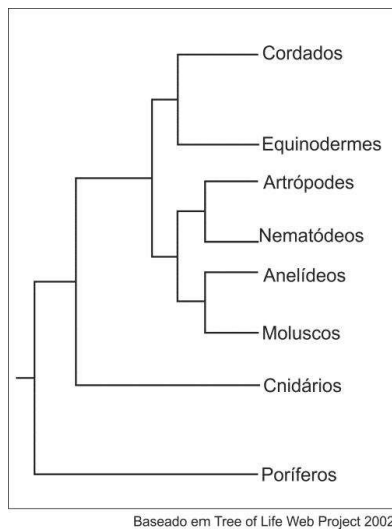 Cordados
Equinodermes
Artrópodes
Nematódeos
Anelídeos
Moluscos
Cnidários
Poríferos
Baseado em Tree of Life Web Project 2002